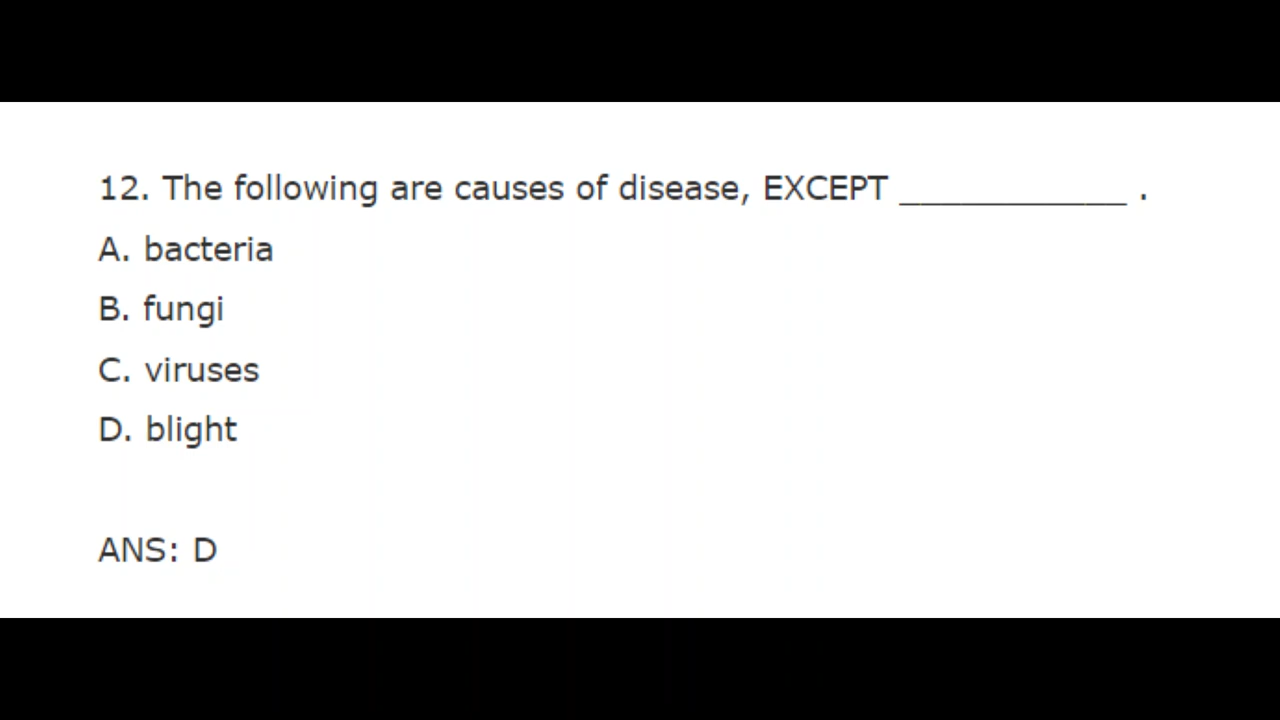 12. The following are causes of disease, EXCEPT ___________ .
A. bacteria
B. fungi
C. viruses
D. blight
ANS: D